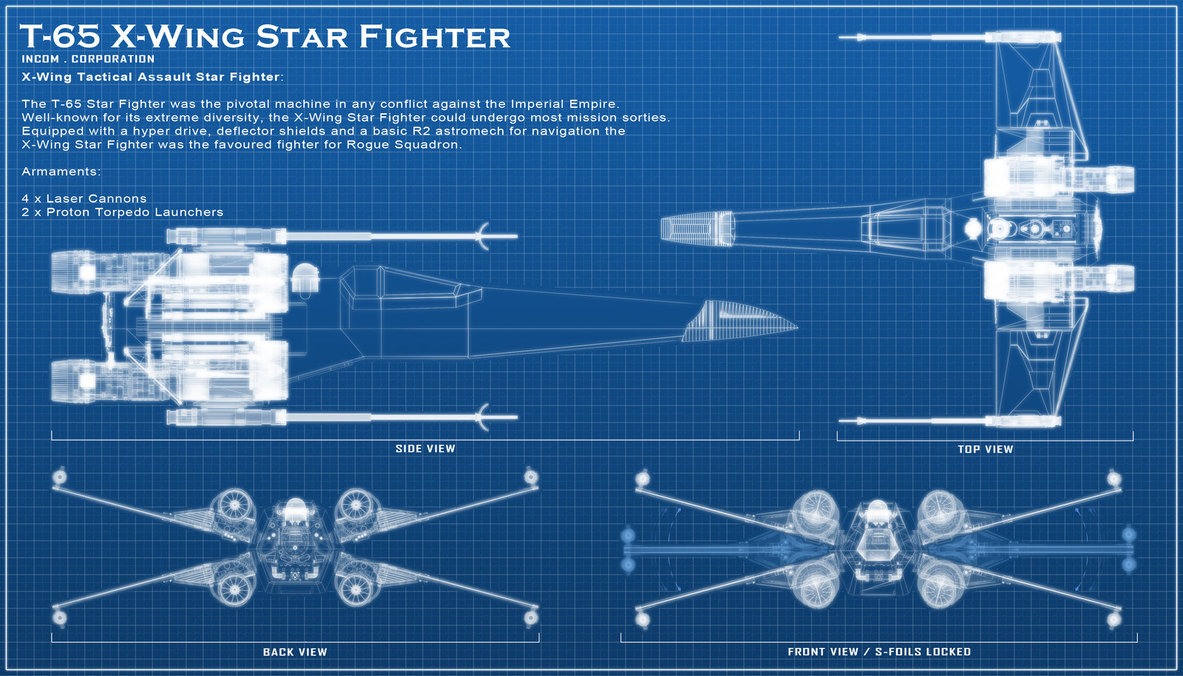 T-65 X-Wing Star Fighter
INCOM . CORPORATION
X-Wing Tactical Assault Star Fighter:
The T-65 Star Fighter was the pivotal machine in any conflict against the Imperial Empire.
Well-known for its extreme diversity, the X-Wing Star Fighter could undergo most mission sorties.
Equipped with a hyper drive, deflector shields and a basic R2 astromech for navigation the
X-Wing Star Fighter was the favoured fighter for Rogue Squadron.
Armaments:
4 x Laser Cannons
2 x Proton Torpedo Launchers
SIDE VIEW
TOP VIEW
BACK VIEW
FRONT VIEW / S-FOILS LOCKED